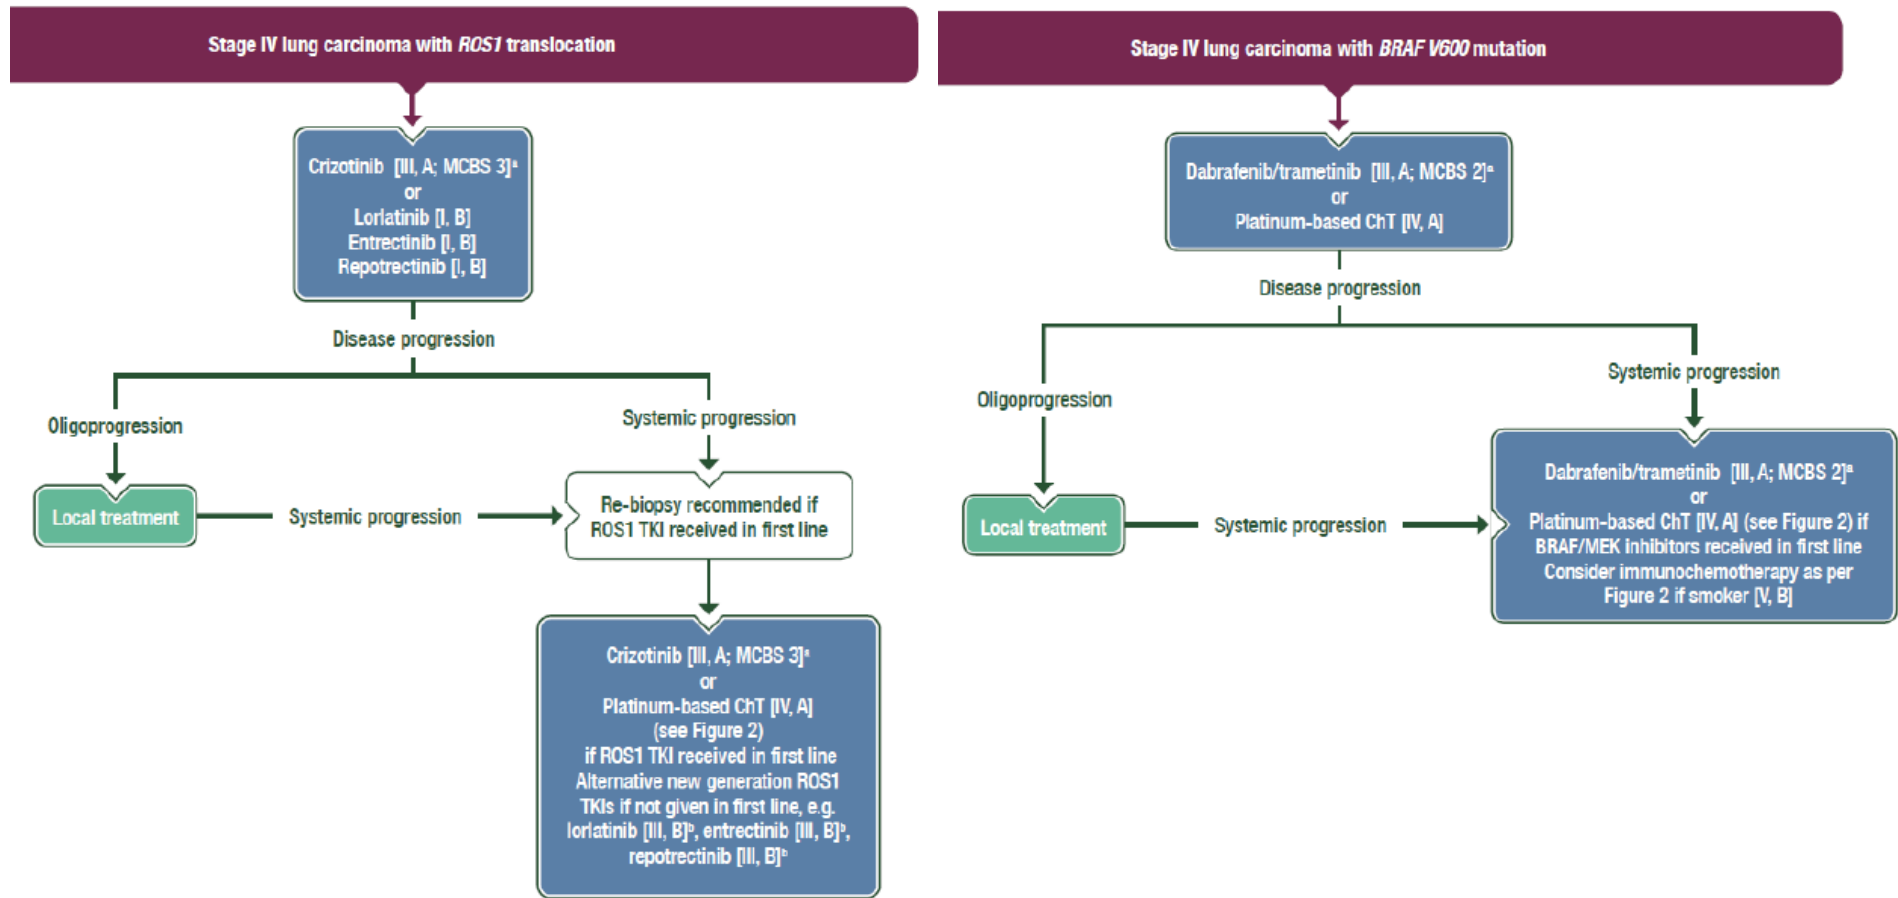 Stage IV lung carcinoma with ROS1 translocation
Crizotinib [III, A; MCBS 3]ᵃ
or
Lorlatinib [I, B]
Entrectinib [I, B]
Repotrectinib [I, B]
Disease progression
Oligoprogression
Systemic progression
Local treatment
Systemic progression
Re-biopsy recommended if
ROS1 TKI received in first line
Crizotinib [III, A; MCBS 3]ᵃ
or
Platinum-based ChT [IV, A]
(see Figure 2)
if ROS1 TKI received in first line
Alternative new generation ROS1
TKIs if not given in first line, e.g.
lorlatinib [III, B]ᵇ, entrectinib [III, B]ᵇ,
repotrectinib [III, B]ᵇ
Stage IV lung carcinoma with BRAF V600 mutation
Dabrafenib/trametinib [III, A; MCBS 2]ᵃ
or
Platinum-based ChT [IV, A]
Disease progression
Oligoprogression
Systemic progression
Local treatment
Systemic progression
Dabrafenib/trametinib [III, A; MCBS 2]ᵃ
or
Platinum-based ChT [IV, A] (see Figure 2) if
BRAF/MEK inhibitors received in first line
Consider immunochemotherapy as per
Figure 2 if smoker [V, B]